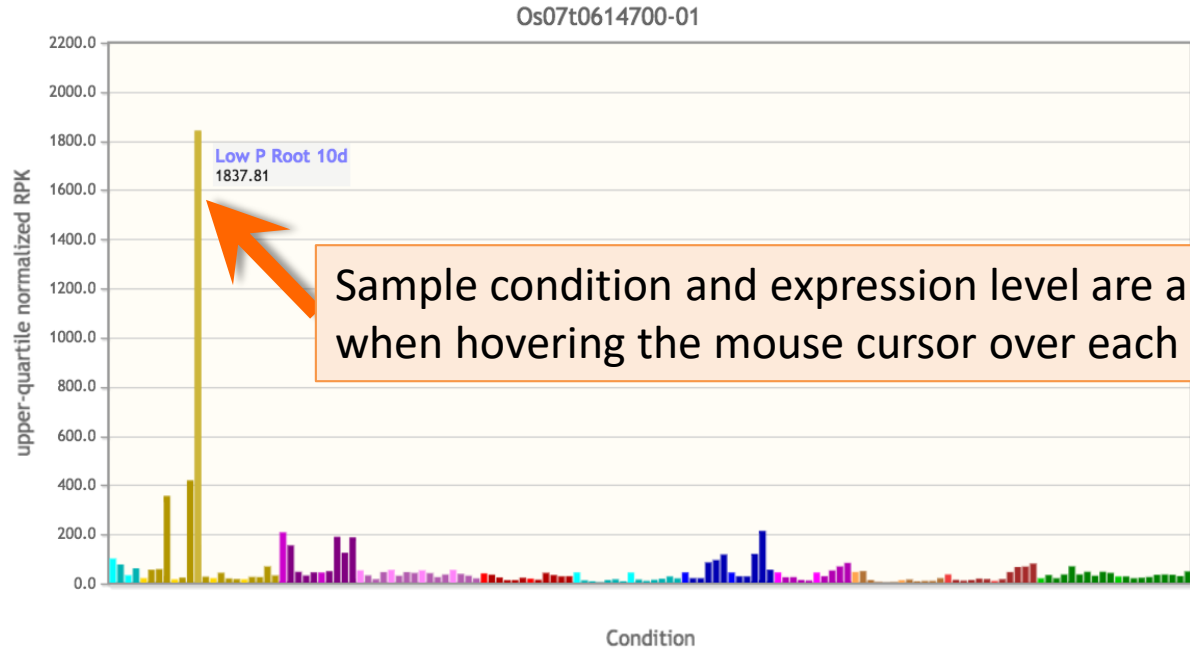 Os07t0614700-01
upper-quartile normalized RPK
2200.0
2000.0
1800.0
1600.0
1400.0
1200.0
1000.0
800.0
600.0
400.0
200.0
0.0
Low P Root 10d
1837.81
Sample condition and expression level are a
when hovering the mouse cursor over each
Condition